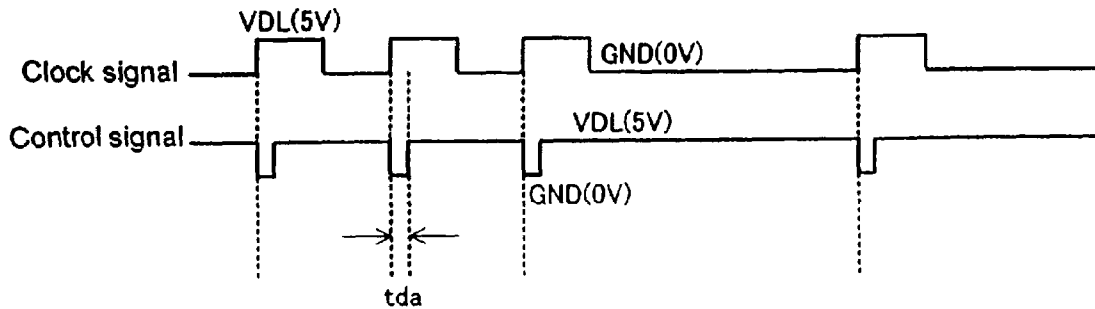 VDL(5V)
GND(0V)
Clock signal
VDL(5V)
Control signal
GND(0V)
tda